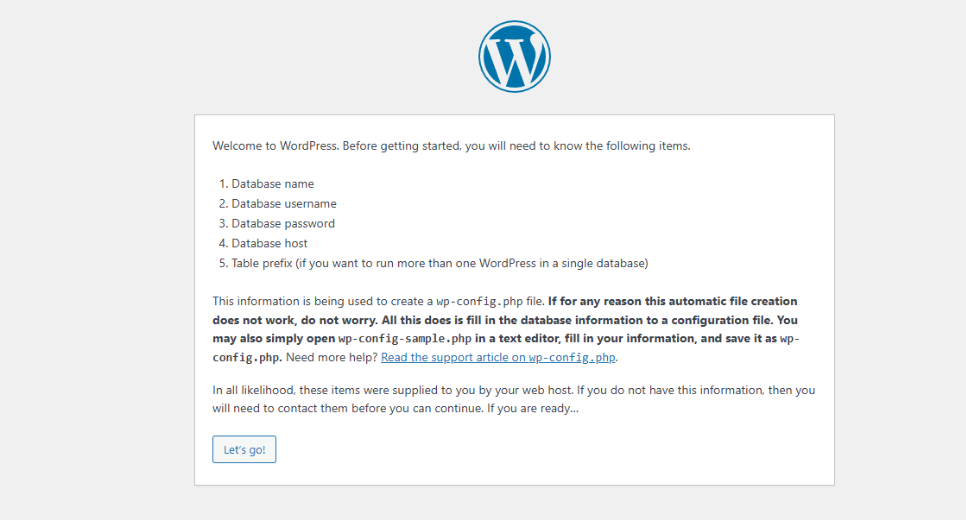 W
Welcome to WordPress. Before getting started, you will need to know the following items.
1. Database name
2. Database username
3. Database password
4. Database host
5. Table prefix (if you want to run more than one WordPress in a single database)
This information is being used to create a wp-config.php file. If for any reason this automatic file creation
does not work, do not worry. All this does is fill in the database information to a configuration file. You
may also simply open wp-config-sample.php in a text editor, fill in your information, and save it as wp-
config.php. Need more help? Read the support article on wp-config.php.
In all likelihood, these items were supplied to you by your web host. If you do not have this information, then you
will need to contact them before you can continue. If you are ready...
Let's go!